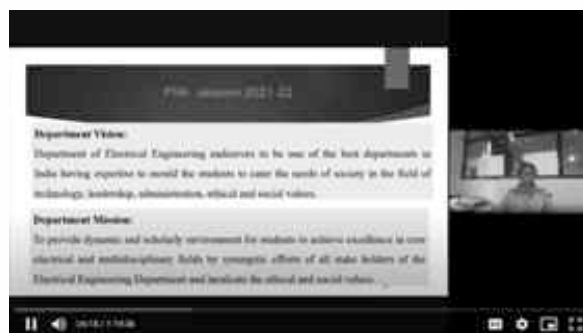 session 2021-22
Department Vision:
Department of Electrical Engineering endeavors to be one of the best departments in
India having expertise to mould the students to cater the needs of society in the field of
technology, leadership, administration, ethical and social values.
Department Mission:
To provide dynamic and scholarly environment for students to achieve excellence in core
electrical and multidisciplinary fields by synergetic efforts of all stake holders of the
Electrical Engineering Department and inculcate the ethical and social values.